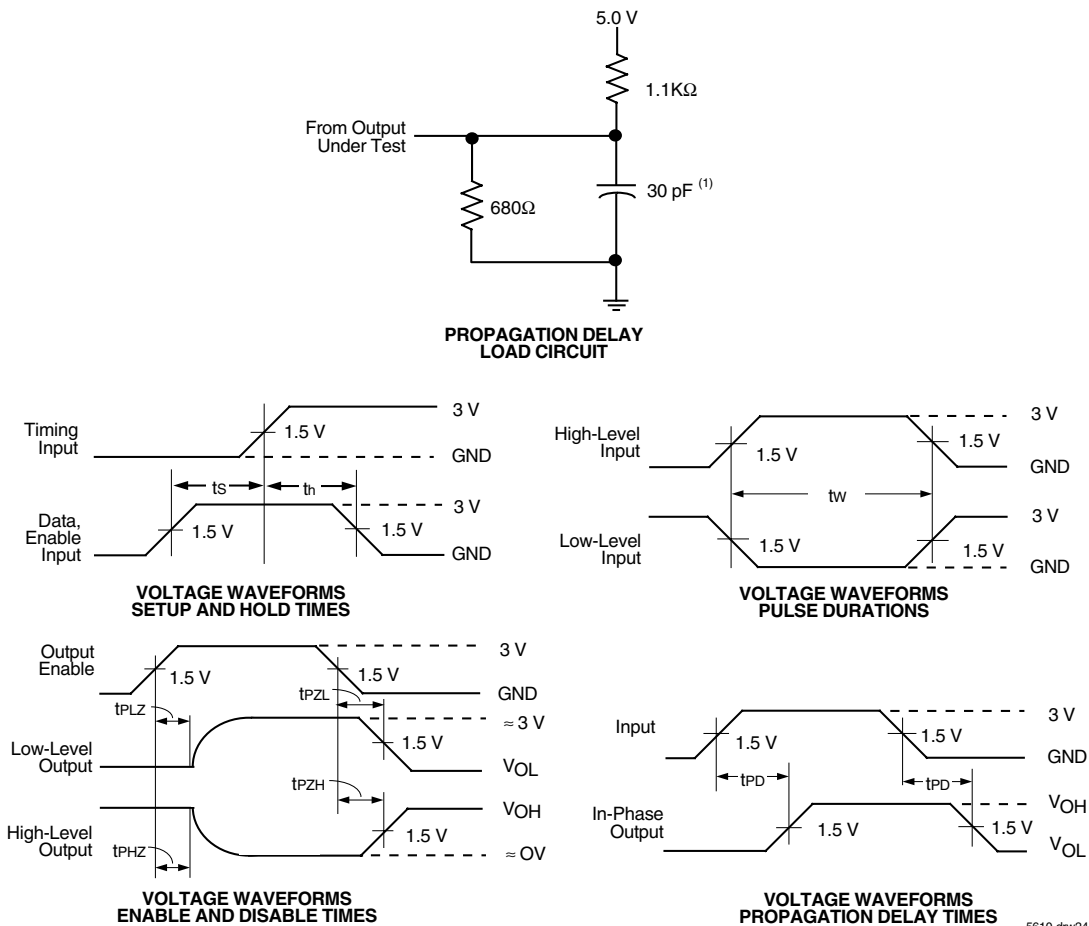 5.0 V
1.1KΩ
From Output
Under Test
680Ω
30 pF (1)
PROPAGATION DELAY
LOAD CIRCUIT
Timing
Input
3 V
1.5 V
GND
tS
th
Data,
Enable
Input
3 V
1.5 V
1.5 V
GND
VOLTAGE WAVEFORMS
SETUP AND HOLD TIMES
High-Level
Input
3 V
1.5 V
1.5 V
GND
tW
Low-Level
Input
3 V
1.5 V
1.5 V
GND
VOLTAGE WAVEFORMS
PULSE DURATIONS
Output
Enable
3 V
1.5 V
1.5 V
GND
tPLZ
tPZL
Low-Level
Output
≈ 3 V
1.5 V
VOL
tPZH
High-Level
Output
VOH
1.5 V
≈ OV
tPHZ
VOLTAGE WAVEFORMS
ENABLE AND DISABLE TIMES
Input
3 V
1.5 V
1.5 V
GND
tPD
tPD
In-Phase
Output
VOH
1.5 V
1.5 V
VOL
VOLTAGE WAVEFORMS
PROPAGATION DELAY TIMES